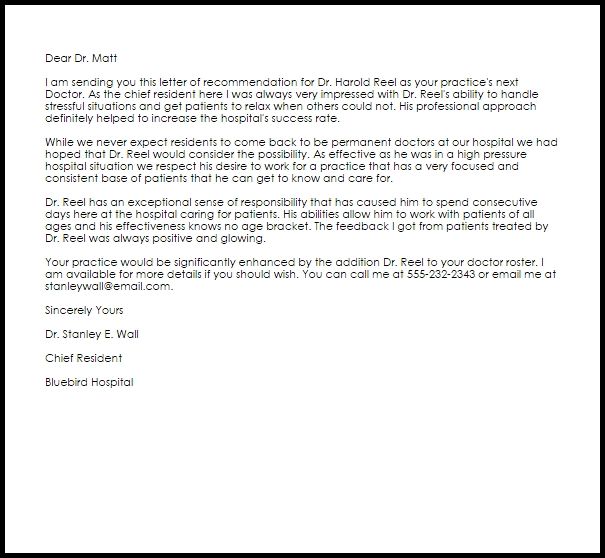 Dear Dr. Matt
I am sending you this letter of recommendation for Dr. Harold Reel as your practice's next
Doctor. As the chief resident here I was always very impressed with Dr. Reel's ability to handle
stressful situations and get patients to relax when others could not. His professional approach
definitely helped to increase the hospital's success rate.
While we never expect residents to come back to be permanent doctors at our hospital we had
hoped that Dr. Reel would consider the possibility. As effective as he was in a high pressure
hospital situation we respect his desire to work for a practice that has a very focused and
consistent base of patients that he can get to know and care for.
Dr. Reel has an exceptional sense of responsibility that has caused him to spend consecutive
days here at the hospital caring for patients. His abilities allow him to work with patients of all
ages and his effectiveness knows no age bracket. The feedback I got from patients treated by
Dr. Reel was always positive and glowing.
Your practice would be significantly enhanced by the addition Dr. Reel to your doctor roster. I
am available for more details if you should wish. You can call me at 555-232-2343 or email me at
stanleywall@email.com.
Sincerely Yours
Dr. Stanley E. Wall
Chief Resident
Bluebird Hospital